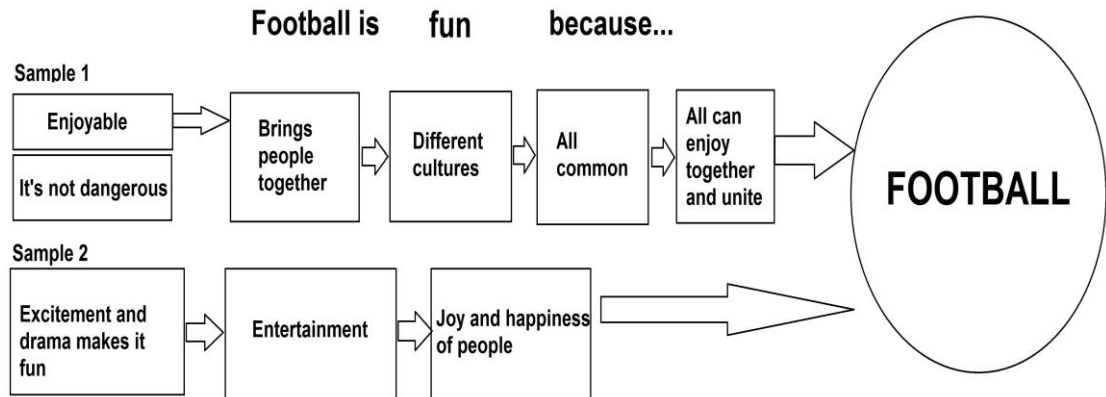 Football is fun because...
Sample 1
Enjoyable
It's not dangerous
Brings
people
together
Different
cultures
All
common
All can
enjoy
together
and unite
FOOTBALL
Sample 2
Excitement and
drama makes it
fun
Entertainment
Joy and happiness
of people